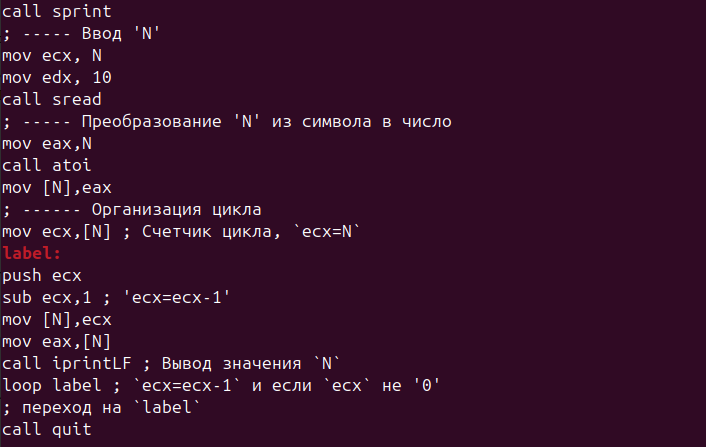 call sprint
; ----- Ввод 'N'
mov ecx, N
mov edx, 10
call sread
; ----- Преобразование 'N' из символа в число
mov eax,N
call atoi
mov [N],eax
; ------ Организация цикла
mov ecx,[N] ; Счетчик цикла, `ecx=N`
label:
push ecx
sub ecx,1 ; 'ecx=ecx-1'
mov [N],ecx
mov eax,[N]
call iprintLF ; Вывод значения `N`
loop label ; `ecx=ecx-1` и если `ecx` не '0'
; переход на `label`
call quit